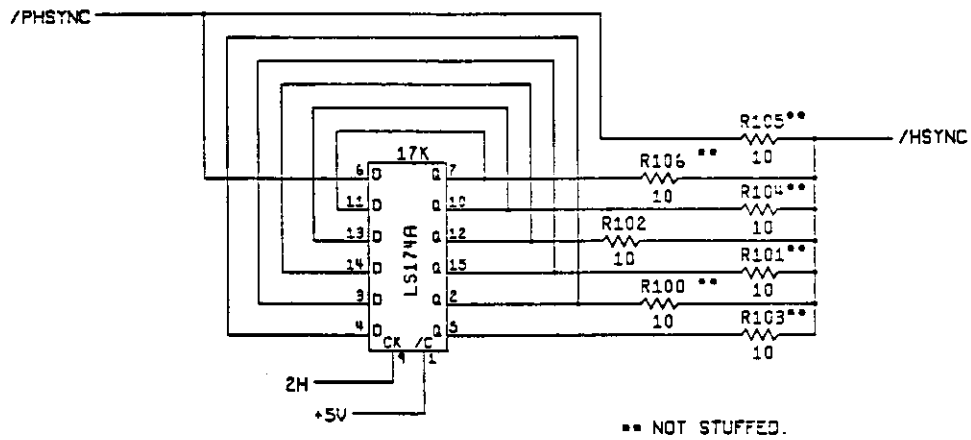 /PHSYNC
R105**
10
/HSYNC
17K
R106 **
10
6 D Q 7
R104**
10
11 D Q 10
R102
10
13 D Q 12
R101**
10
14 D Q 15
R100 **
10
3 D Q 2
R103**
10
4 D Q 5
LS174A
CK /C
9 1
2H
+5V
** NOT STUFFED.